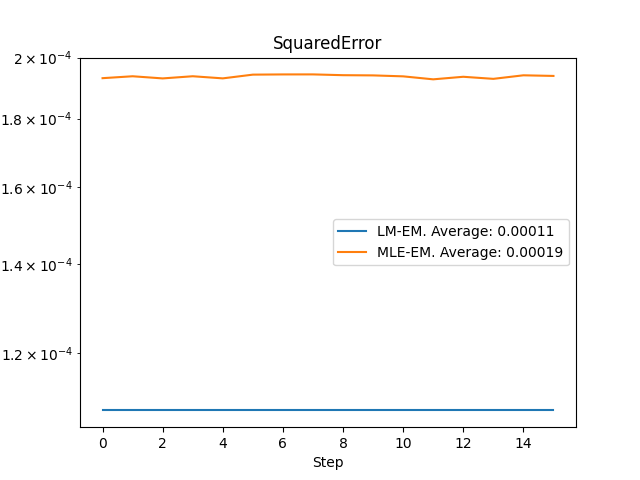 SquaredError
2 × 10⁻⁴
1.8 × 10⁻⁴
1.6 × 10⁻⁴
1.4 × 10⁻⁴
1.2 × 10⁻⁴
LM-EM. Average: 0.00011
MLE-EM. Average: 0.00019
0 2 4 6 8 10 12 14
Step